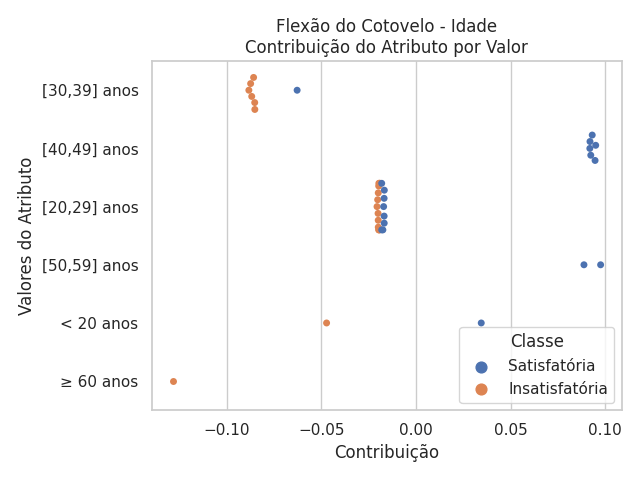 Flexão do Cotovelo - Idade
Contribuição do Atributo por Valor
Valores do Atributo
[30,39] anos
[40,49] anos
[20,29] anos
[50,59] anos
< 20 anos
≥ 60 anos
Classe
Satisfatória
Insatisfatória
−0.10 −0.05 0.00 0.05 0.10
Contribuição